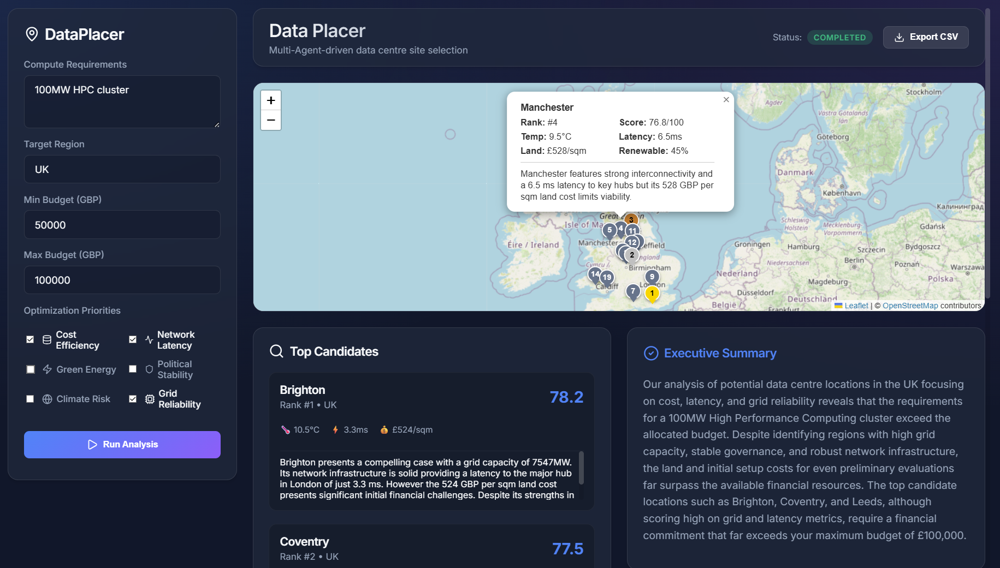 DataPlacer
Compute Requirements
100MW HPC cluster
Target Region
UK
Min Budget (GBP)
50000
Max Budget (GBP)
100000
Optimization Priorities
Cost
Efficiency
Network
Latency
Green Energy
Political
Stability
Climate Risk
Grid
Reliability
Run Analysis
Data Placer
Multi-Agent-driven data centre site selection
Status: COMPLETED
Export CSV
+
−
Manchester
Rank: #4 Score: 76.8/100
Temp: 9.5°C Latency: 6.5ms
Land: £528/sqm Renewable: 45%
Manchester features strong interconnectivity and
a 6.5 ms latency to key hubs but its 528 GBP per
sqm land cost limits viability.
×
Stockholm
Agder
Västra Götalands
län
Göteborg
Danmark
København
Калининград
Schleswig-
Holstein
Mecklenburg-
Vorpommern
Gdańsk
Groningen
Hamburg
Szczecin
Bydgoszcz
Niedersachsen
Berlin
Poznań
Warszawa
Nederland
Magdeburg
Polska
Düsseldorf
Deutschland
België /
Frankfurt
Isle of
Éire / Ireland
Manchester
Cymru /
Birmingham
Cardiff
London
3
5
4
11
12
2
14
19
9
7
1
Leaflet | © OpenStreetMap contributors
Top Candidates
Brighton
Rank #1 • UK
78.2
10.5°C 3.3ms £524/sqm
Brighton presents a compelling case with a grid capacity of 7547MW.
Its network infrastructure is solid providing a latency to the major hub
in London of just 3.3 ms. However the 524 GBP per sqm land cost
presents significant initial financial challenges. Despite its strengths in
Coventry
Rank #2 • UK
77.5
Executive Summary
Our analysis of potential data centre locations in the UK focusing
on cost, latency, and grid reliability reveals that the requirements
for a 100MW High Performance Computing cluster exceed the
allocated budget. Despite identifying regions with high grid
capacity, stable governance, and robust network infrastructure,
the land and initial setup costs for even preliminary evaluations
far surpass the available financial resources. The top candidate
locations such as Brighton, Coventry, and Leeds, although
scoring high on grid and latency metrics, require a financial
commitment that far exceeds your maximum budget of £100,000.